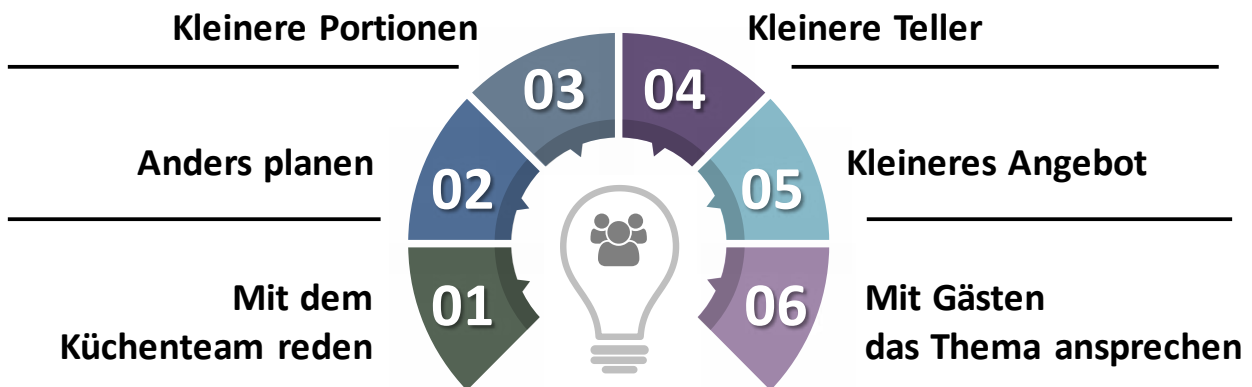 Kleinere Portionen
Kleinere Teller
03
04
Anders planen
02
05
Kleineres Angebot
Mit dem
Küchenteam reden
01
06
Mit Gästen
das Thema ansprechen